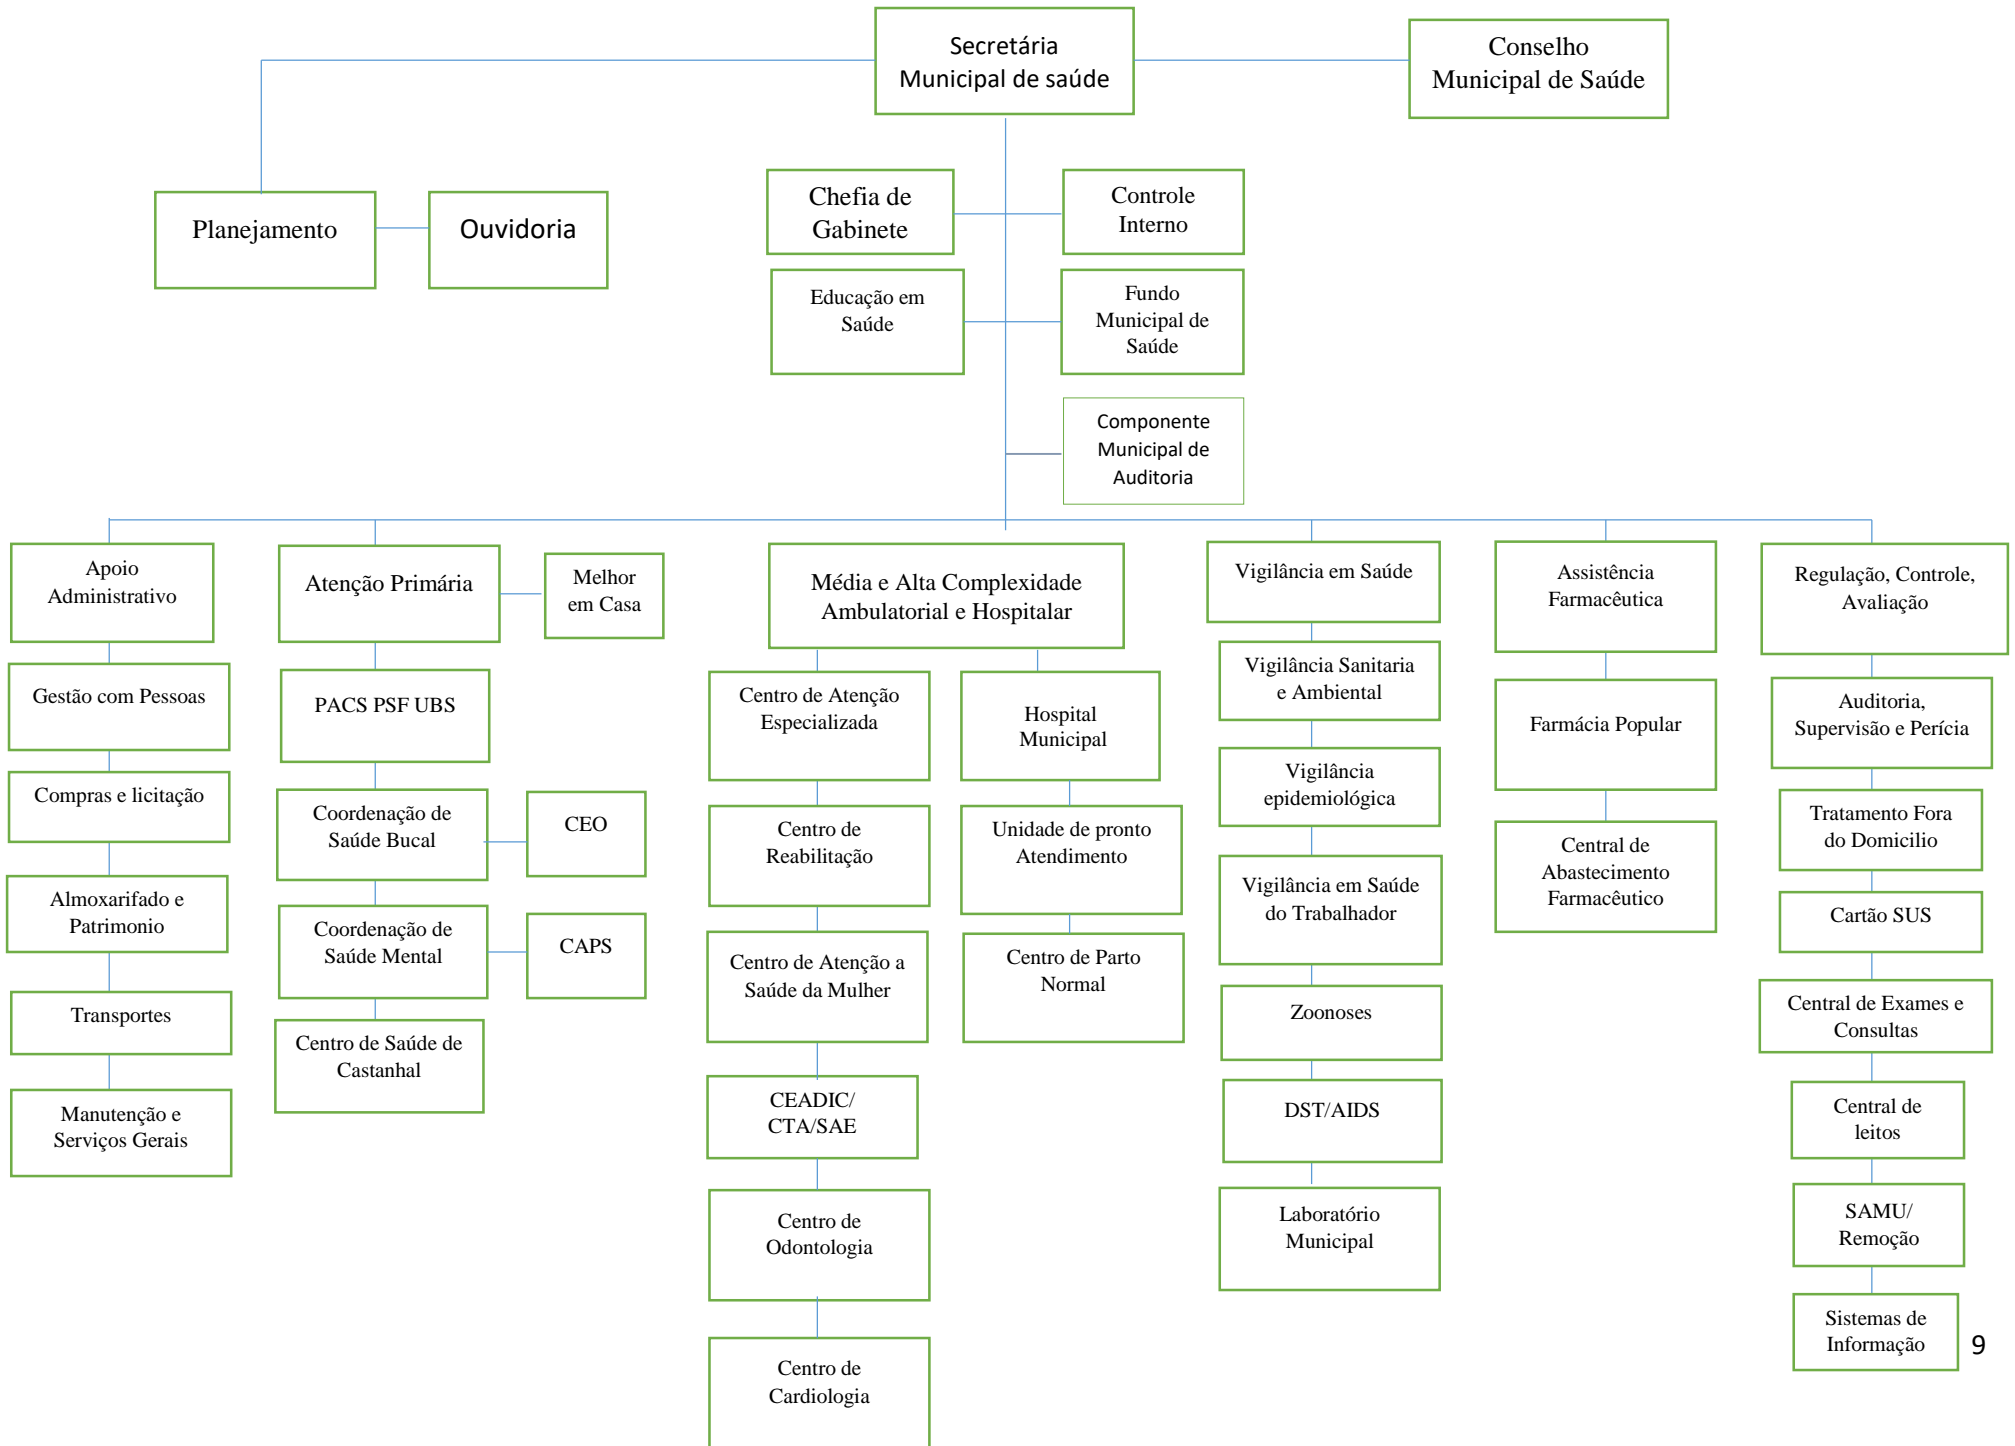 Secretária
Municipal de saúde
Conselho
Municipal de Saúde
Planejamento
Ouvidoria
Chefia de
Gabinete
Controle
Interno
Educação em
Saúde
Fundo
Municipal de
Saúde
Componente
Municipal de
Auditoria
Apoio
Administrativo
Gestão com Pessoas
Compras e licitação
Almoxarifado e
Patrimonio
Transportes
Manutenção e
Serviços Gerais
Atenção Primária
Melhor
em Casa
PACS PSF UBS
Coordenação de
Saúde Bucal
CEO
Coordenação de
Saúde Mental
CAPS
Centro de Saúde de
Castanhal
Média e Alta Complexidade
Ambulatorial e Hospitalar
Centro de Atenção
Especializada
Centro de
Reabilitação
Centro de Atenção a
Saúde da Mulher
CEADIC/
CTA/SAE
Centro de
Odontologia
Centro de
Cardiologia
Hospital
Municipal
Unidade de pronto
Atendimento
Centro de Parto
Normal
Vigilância em Saúde
Vigilância Sanitaria
e Ambiental
Vigilância
epidemiológica
Vigilância em Saúde
do Trabalhador
Zoonoses
DST/AIDS
Laboratório
Municipal
Assistência
Farmacêutica
Farmácia Popular
Central de
Abastecimento
Farmacêutico
Regulação, Controle,
Avaliação
Auditoria,
Supervisão e Perícia
Tratamento Fora
do Domicilio
Cartão SUS
Central de Exames e
Consultas
Central de
leitos
SAMU/
Remoção
Sistemas de
Informação
9